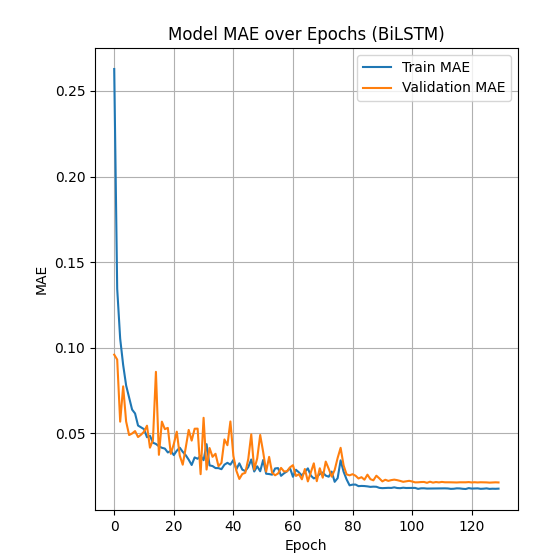 Model MAE over Epochs (BiLSTM)
Train MAE
Validation MAE
0.25
0.20
0.15
0.10
0.05
MAE
0 20 40 60 80 100 120
Epoch